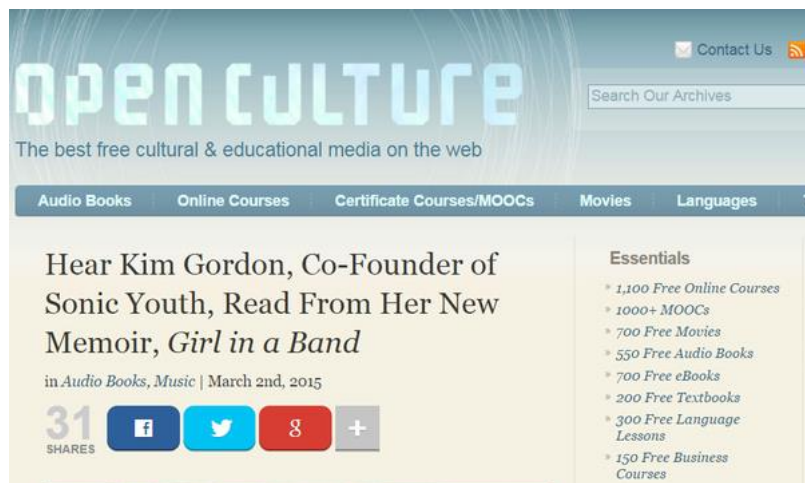 Contact Us
OPEN CULTURE
Search Our Archives
The best free cultural & educational media on the web
Audio Books Online Courses Certificate Courses/MOOCs Movies Languages
Hear Kim Gordon, Co-Founder of
Sonic Youth, Read From Her New
Memoir, Girl in a Band
in Audio Books, Music | March 2nd, 2015
31
SHARES
f
g
+
Essentials
1,100 Free Online Courses
1000+ MOOCs
700 Free Movies
550 Free Audio Books
700 Free eBooks
200 Free Textbooks
300 Free Language
Lessons
150 Free Business
Courses